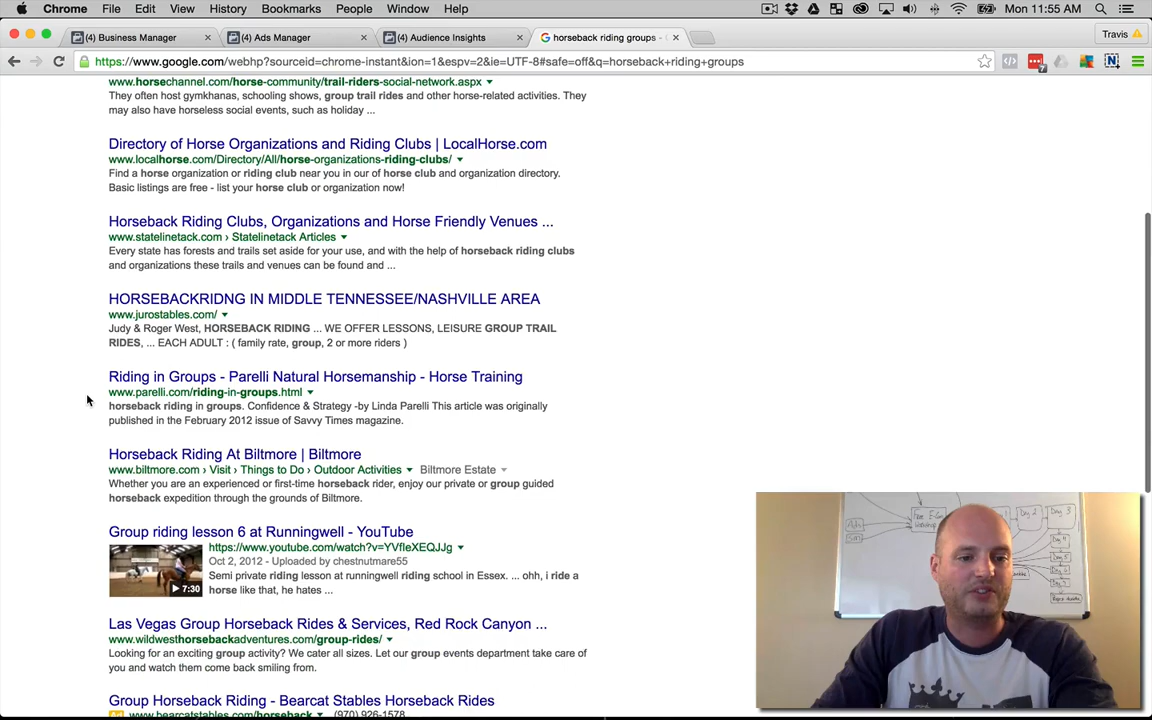 Chrome File Edit View History Bookmarks People Window Help Mon 11:55 AM
(4) Business Manager (4) Ads Manager (4) Audience Insights horseback riding groups - Travis
https://www.google.com/webhp?sourceid=chrome-instant&ion=1&espv=2&ie=UTF-8#safe=off&q=horseback+riding+groups
www.horsechannel.com/horse-community/trail-riders-social-network.aspx
They often host gymkhanas, schooling shows, group trail rides and other horse-related activities. They
may also have horseless social events, such as holiday ...
Directory of Horse Organizations and Riding Clubs | LocalHorse.com
www.localhorse.com/Directory/All/horse-organizations-riding-clubs/
Find a horse organization or riding club near you in our of horse club and organization directory.
Basic listings are free - list your horse club or organization now!
Horseback Riding Clubs, Organizations and Horse Friendly Venues ...
www.statelinetack.com › Statelinetack Articles
Every state has forests and trails set aside for your use, and with the help of horseback riding clubs
and organizations these trails and venues can be found and ...
HORSEBACKRIDNG IN MIDDLE TENNESSEE/NASHVILLE AREA
www.jurostables.com/
Judy & Roger West, HORSEBACK RIDING ... WE OFFER LESSONS, LEISURE GROUP TRAIL
RIDES, ... EACH ADULT : ( family rate, group, 2 or more riders )
Riding in Groups - Parelli Natural Horsemanship - Horse Training
www.parelli.com/riding-in-groups.html
horseback riding in groups. Confidence & Strategy -by Linda Parelli This article was originally
published in the February 2012 issue of Savvy Times magazine.
Horseback Riding At Biltmore | Biltmore
www.biltmore.com › Visit › Things to Do › Outdoor Activities Biltmore Estate
Whether you are an experienced or first-time horseback rider, enjoy our private or group guided
horseback expedition through the grounds of Biltmore.
Group riding lesson 6 at Runningwell - YouTube
https://www.youtube.com/watch?v=YVfleXEQJJg
Oct 2, 2012 - Uploaded by chestnutmare55
Semi private riding lesson at runningwell riding school in Essex. ... ohh, i ride a
horse like that, he hates ...
7:30
Las Vegas Group Horseback Rides & Services, Red Rock Canyon ...
www.wildwesthorsebackadventures.com/group-rides/
Looking for an exciting group activity? We cater all sizes. Let our group events department take care of
you and watch them come back smiling from.
Group Horseback Riding - Bearcat Stables Horseback Rides
Ad www.bearcatstables.com/horseback (970) 926-1578
Day 2
Day 3